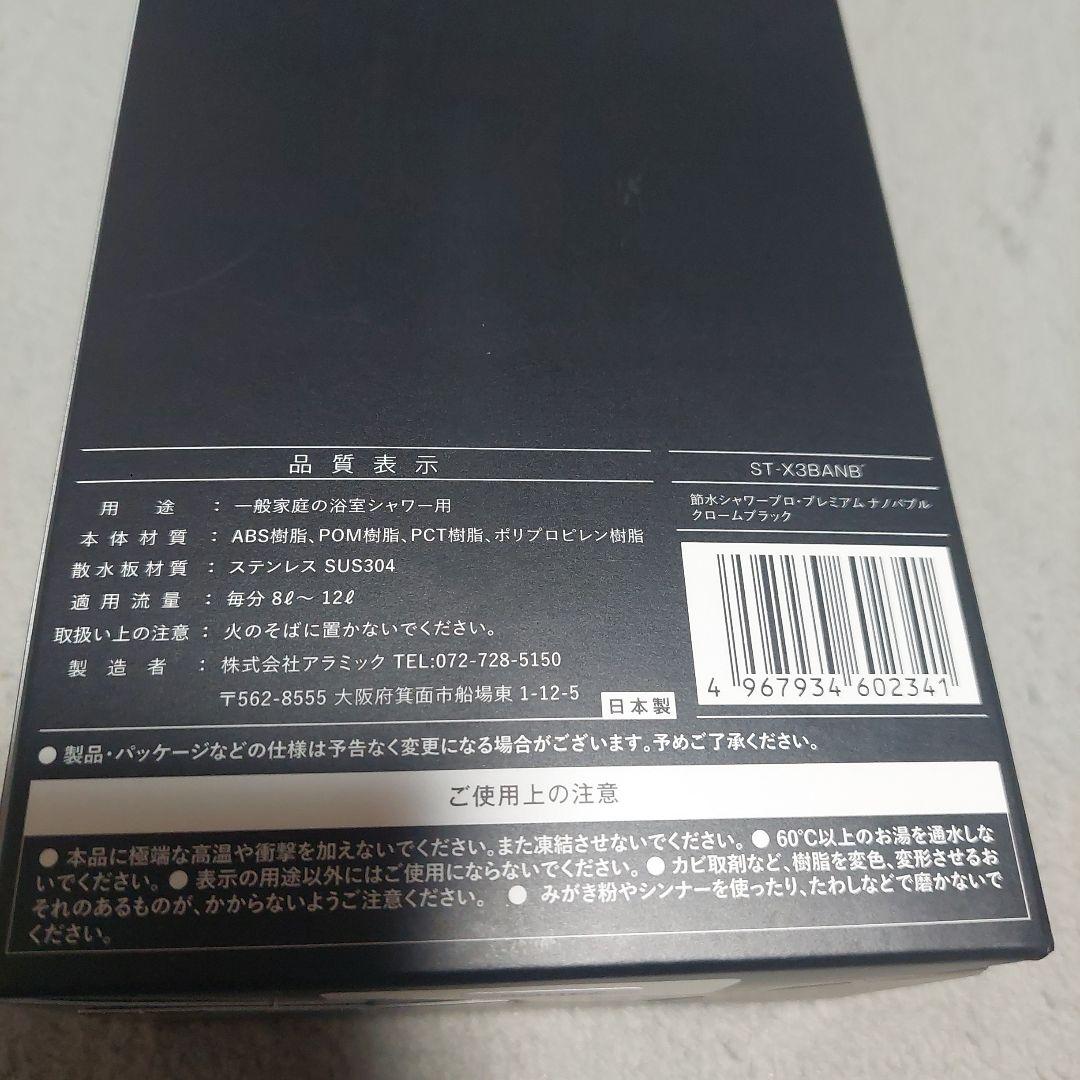 品質表示
用途：一般家庭の浴室シャワー用
本体材質：ABS樹脂、POM樹脂、PCT樹脂、ポリプロピレン樹脂
散水板材質：ステンレス SUS304
適用流量：毎分 8ℓ～12ℓ
取扱い上の注意：火のそばに置かないでください。
製造者：株式会社アラミック TEL:072-728-5150
〒562-8555 大阪府箕面市船場東 1-12-5
日本製
ST-X3BANB
節水シャワープロ・プレミアム ナノバブル
クロームブラック
4 967934 602341
●製品・パッケージなどの仕様は予告なく変更になる場合がございます。予めご了承ください。
ご使用上の注意
●本品に極端な高温や衝撃を加えないでください。また凍結させないでください。●60℃以上のお湯を通水しな
いでください。●表示の用途以外にはご使用にならないでください。●カビ取剤など、樹脂を変色、変形させるお
それのあるものが、かからないようご注意ください。●みがき粉やシンナーを使ったり、たわしなどで磨かないで
ください。